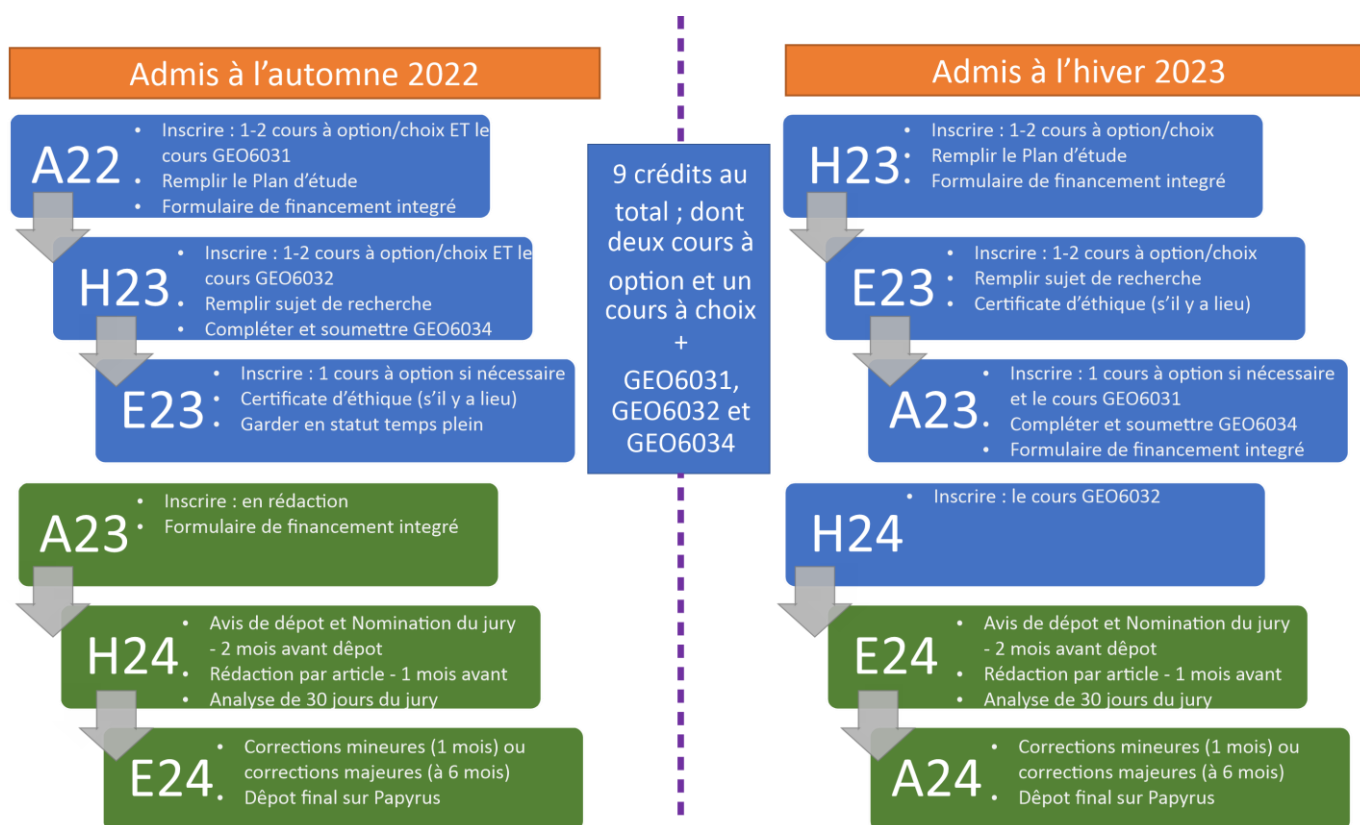 Admis à l'automne 2022
A22
• Inscrire : 1-2 cours à option/choix ET le
cours GEO6031
• Remplir le Plan d'étude
• Formulaire de financement integré
H23
• Inscrire : 1-2 cours à option/choix ET le
cours GEO6032
• Remplir sujet de recherche
• Compléter et soumettre GEO6034
E23
• Inscrire : 1 cours à option si nécessaire
• Certificate d'éthique (s'il y a lieu)
• Garder en statut temps plein
A23
• Inscrire : en rédaction
• Formulaire de financement integré
H24
• Avis de dépot et Nomination du jury
- 2 mois avant dêpot
• Rédaction par article - 1 mois avant
• Analyse de 30 jours du jury
E24
• Corrections mineures (1 mois) ou
corrections majeures (à 6 mois)
• Dêpot final sur Papyrus
9 crédits au
total ; dont
deux cours à
option et un
cours à choix
+
GEO6031,
GEO6032 et
GEO6034
Admis à l'hiver 2023
H23
• Inscrire : 1-2 cours à option/choix
• Remplir le Plan d'étude
• Formulaire de financement integré
E23
• Inscrire : 1-2 cours à option/choix
• Remplir sujet de recherche
• Certificate d'éthique (s'il y a lieu)
A23
• Inscrire : 1 cours à option si nécessaire
et le cours GEO6031
• Compléter et soumettre GEO6034
• Formulaire de financement integré
H24
• Inscrire : le cours GEO6032
E24
• Avis de dépot et Nomination du jury
- 2 mois avant dêpot
• Rédaction par article - 1 mois avant
• Analyse de 30 jours du jury
A24
• Corrections mineures (1 mois) ou
corrections majeures (à 6 mois)
• Dêpot final sur Papyrus